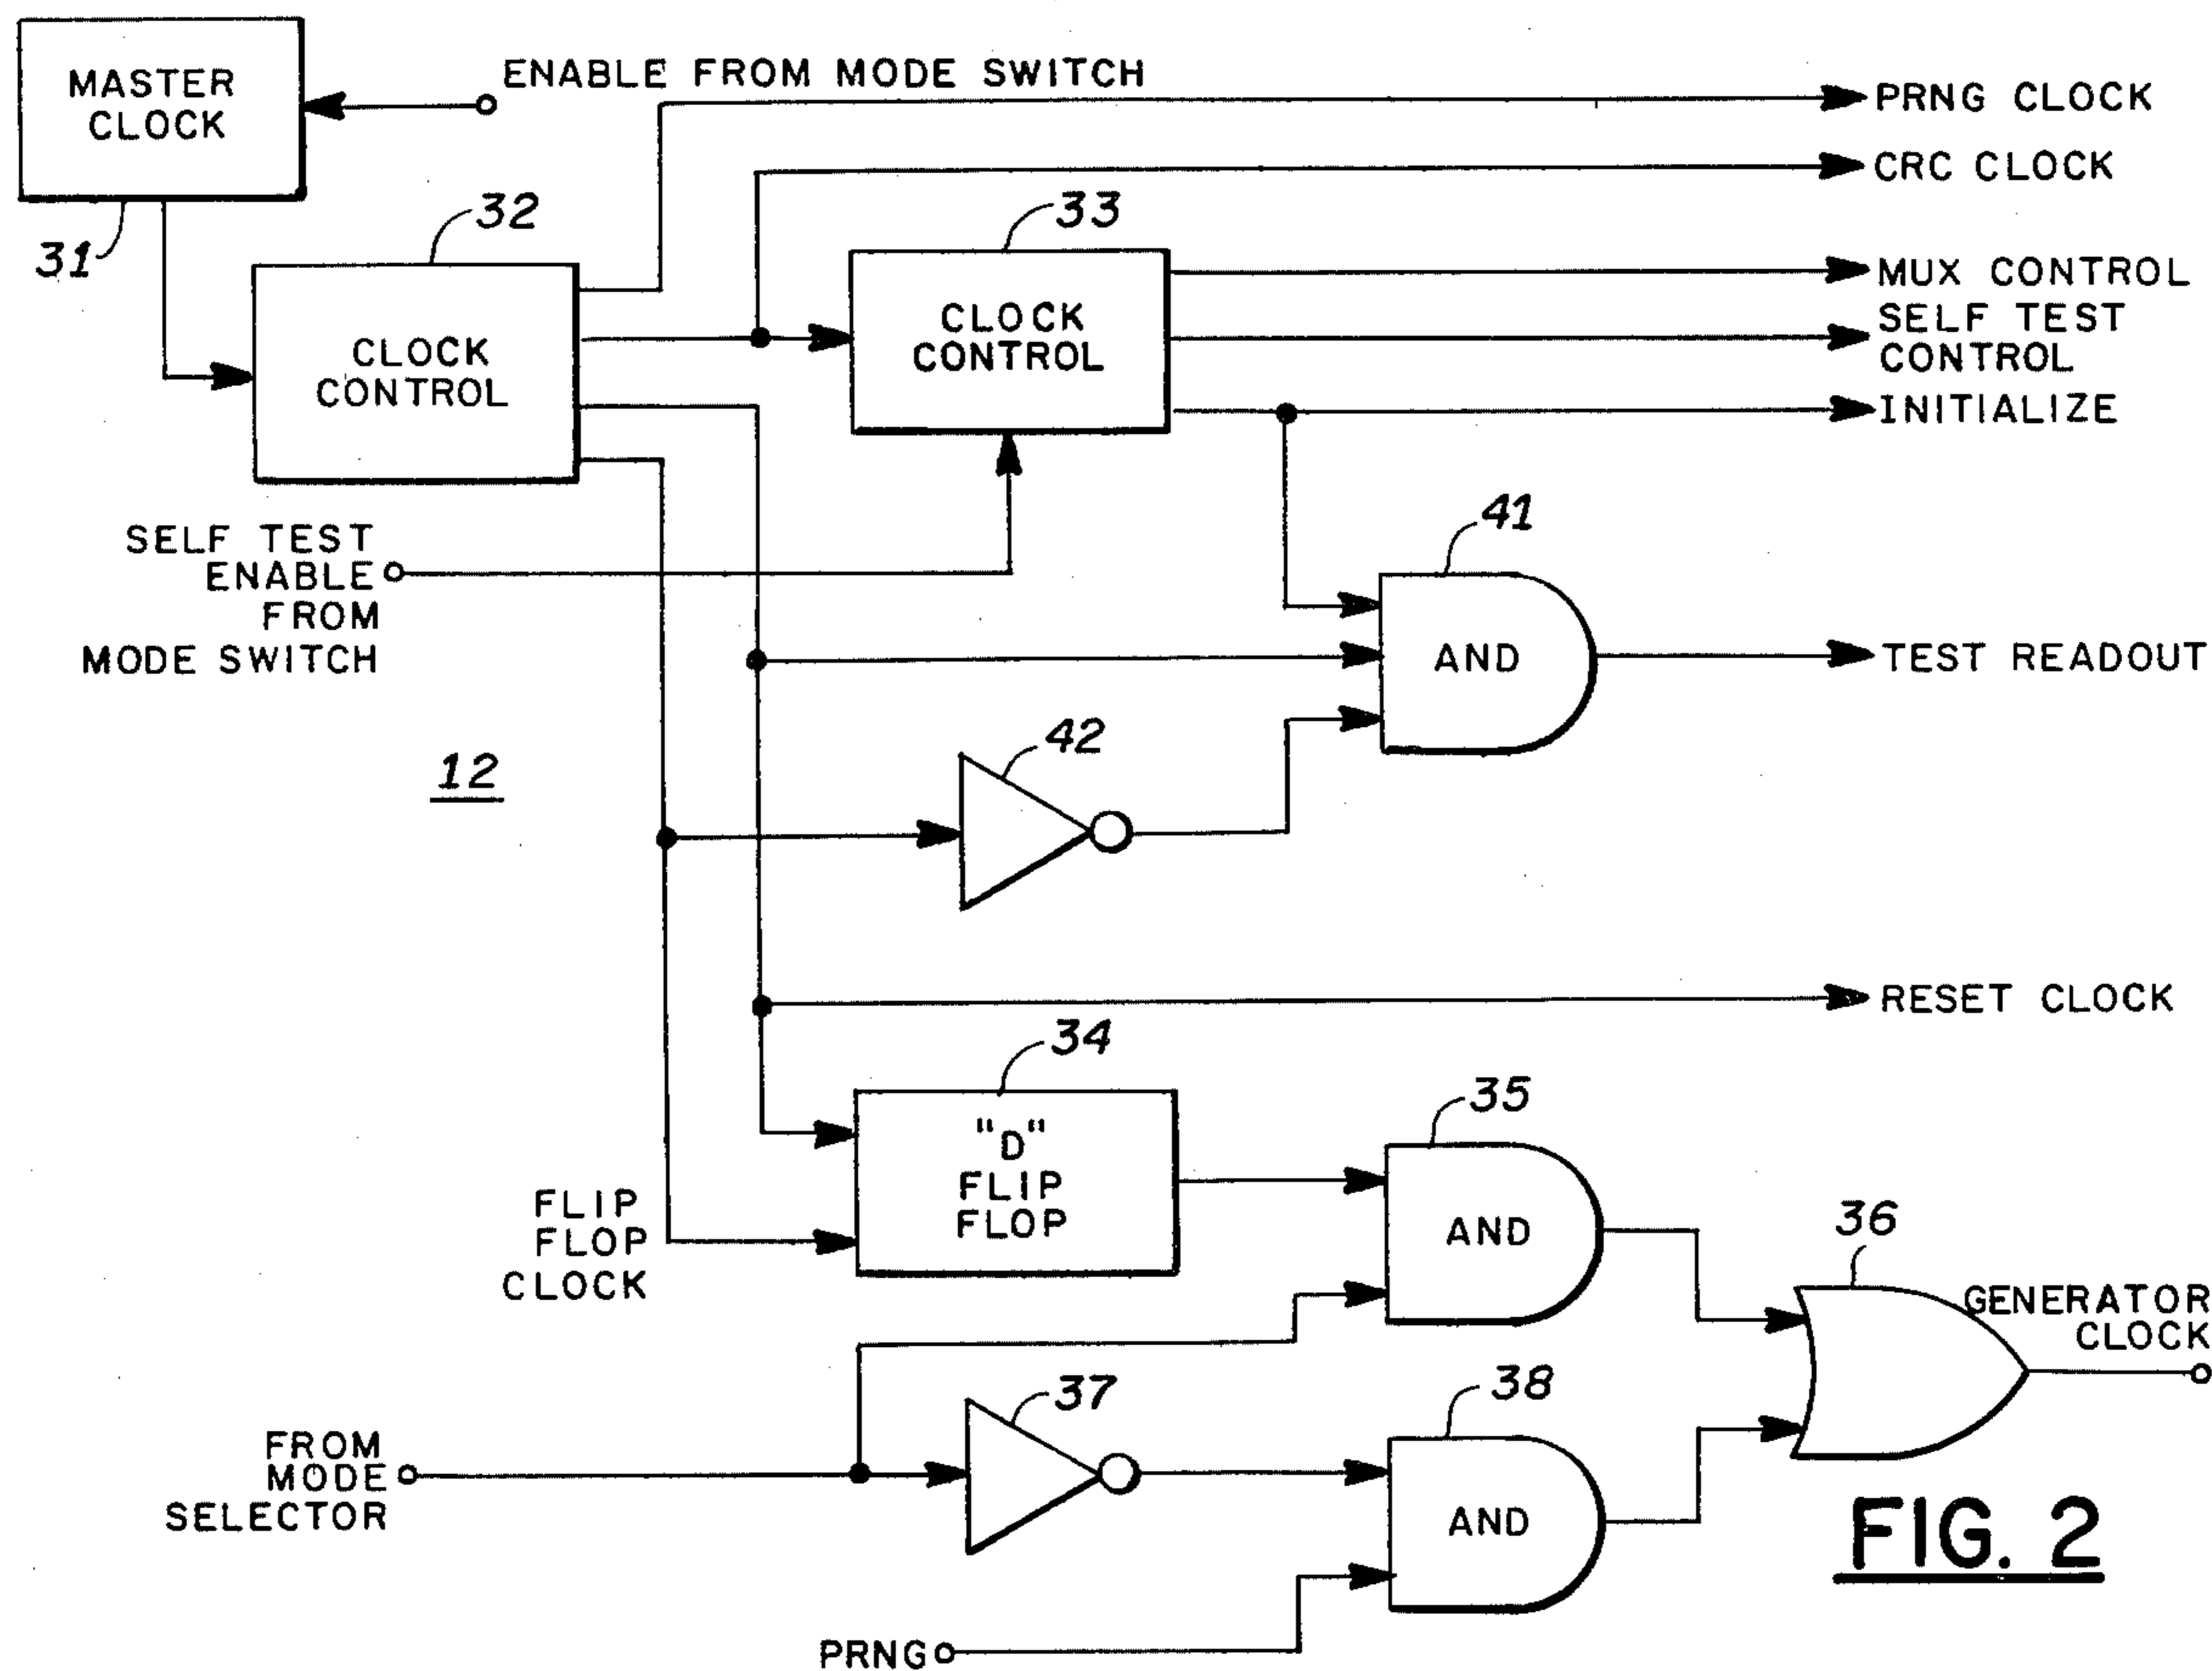 MASTER
CLOCK
ENABLE FROM MODE SWITCH
PRNG CLOCK
CRC CLOCK
31
32
33
CLOCK
CONTROL
CLOCK
CONTROL
MUX CONTROL
SELF TEST
CONTROL
INITIALIZE
SELF TEST
ENABLE
FROM
MODE SWITCH
41
AND
TEST READOUT
12
42
RESET CLOCK
34
"D"
FLIP
FLOP
35
AND
FLIP
FLOP
CLOCK
36
GENERATOR
CLOCK
37
38
FROM
MODE
SELECTOR
AND
PRNG
FIG. 2